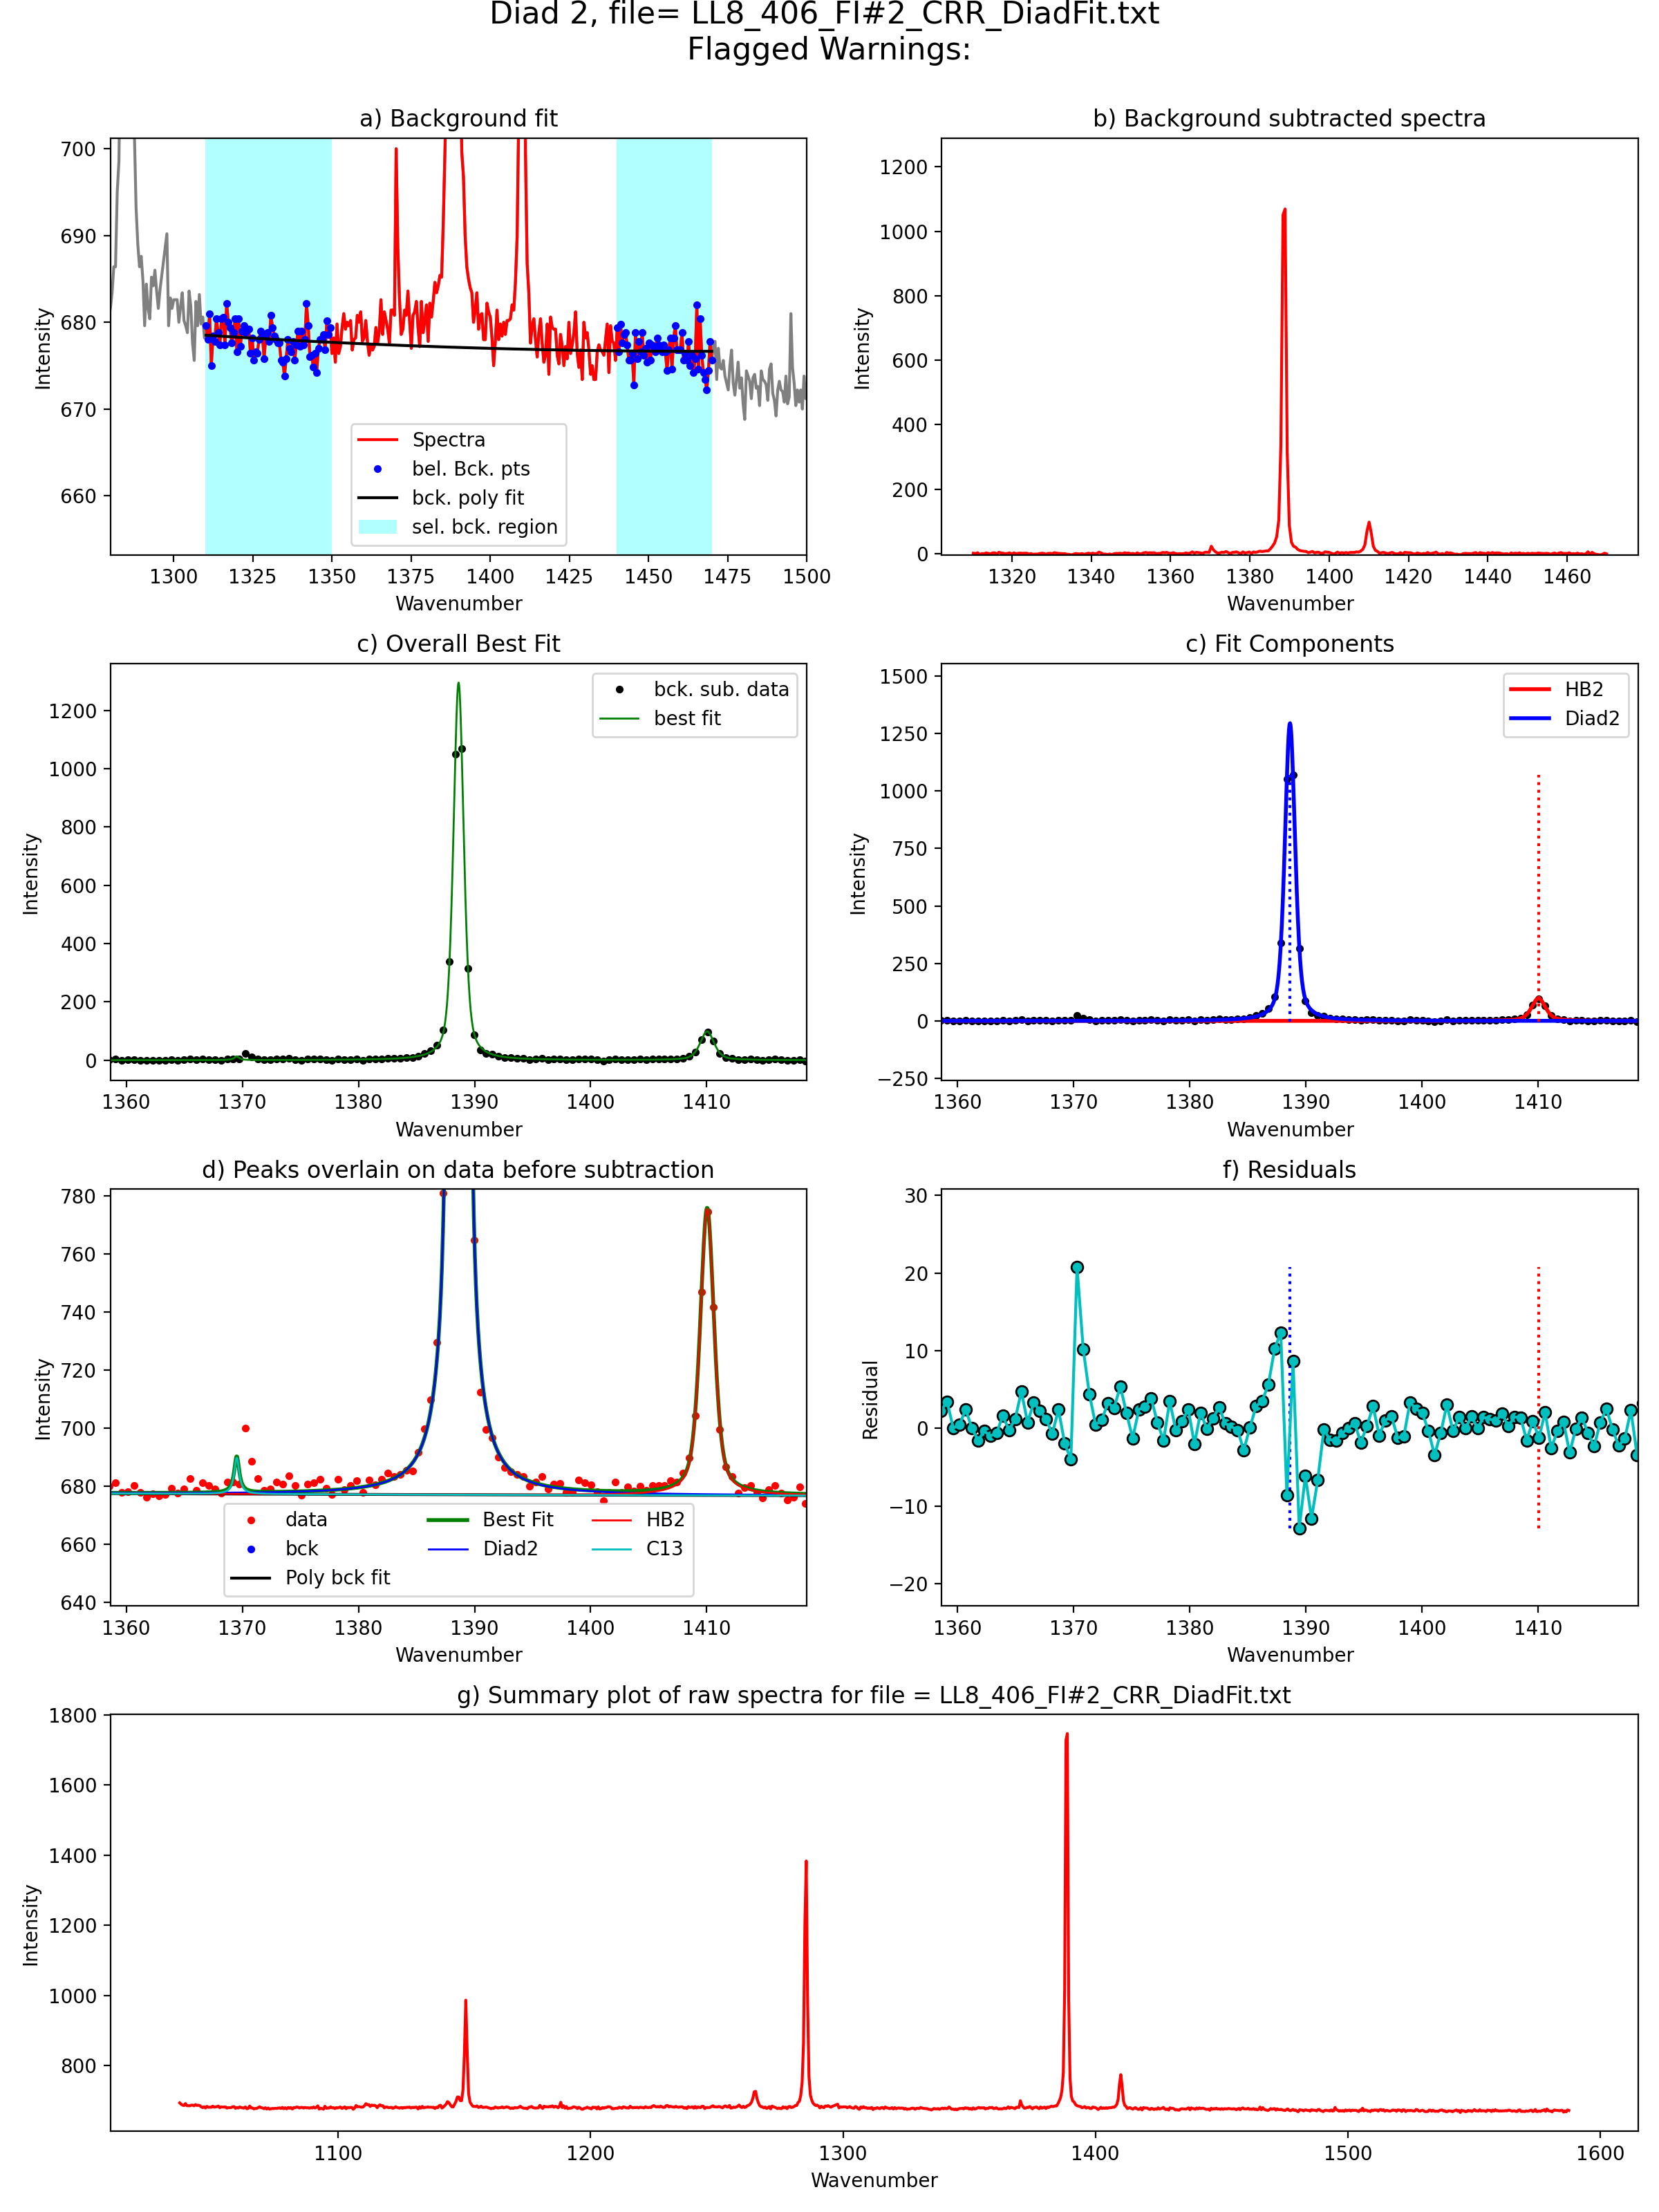 Diad 2, file= LL8_406_FI#2_CRR_DiadFit.txt
Flagged Warnings:
a) Background fit
700
690
680
670
660
Intensity
Spectra
bel. Bck. pts
bck. poly fit
sel. bck. region
1300 1325 1350 1375 1400 1425 1450 1475 1500
Wavenumber
b) Background subtracted spectra
1200
1000
800
600
400
200
0
Intensity
1320 1340 1360 1380 1400 1420 1440 1460
Wavenumber
c) Overall Best Fit
1200
1000
800
600
400
200
0
Intensity
bck. sub. data
best fit
1360 1370 1380 1390 1400 1410
Wavenumber
c) Fit Components
1500
1250
1000
750
500
250
0
−250
Intensity
HB2
Diad2
1360 1370 1380 1390 1400 1410
Wavenumber
d) Peaks overlain on data before subtraction
780
760
740
720
700
680
660
640
Intensity
data Best Fit HB2
bck Diad2 C13
Poly bck fit
1360 1370 1380 1390 1400 1410
Wavenumber
f) Residuals
30
20
10
0
−10
−20
Residual
1360 1370 1380 1390 1400 1410
Wavenumber
g) Summary plot of raw spectra for file = LL8_406_FI#2_CRR_DiadFit.txt
1800
1600
1400
1200
1000
800
Intensity
1100 1200 1300 1400 1500 1600
Wavenumber